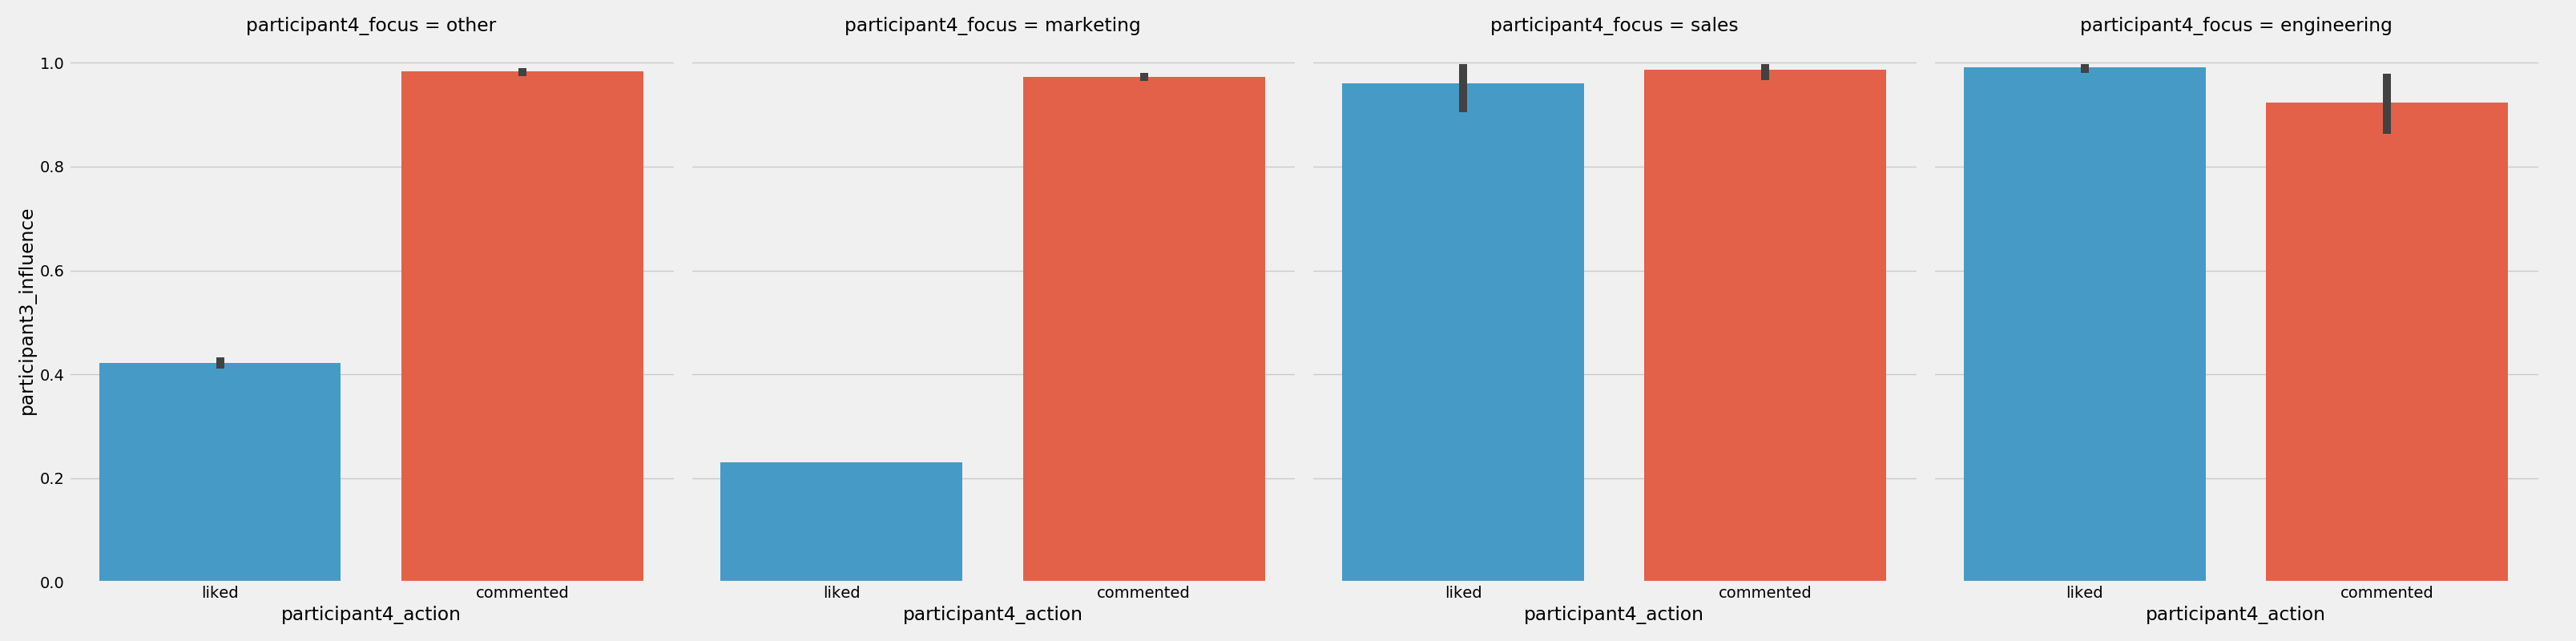 participant4_focus = other
participant4_focus = marketing
participant4_focus = sales
participant4_focus = engineering
participant3_influence
1.0
0.8
0.6
0.4
0.2
0.0
liked
commented
liked
commented
liked
commented
liked
commented
participant4_action
participant4_action
participant4_action
participant4_action